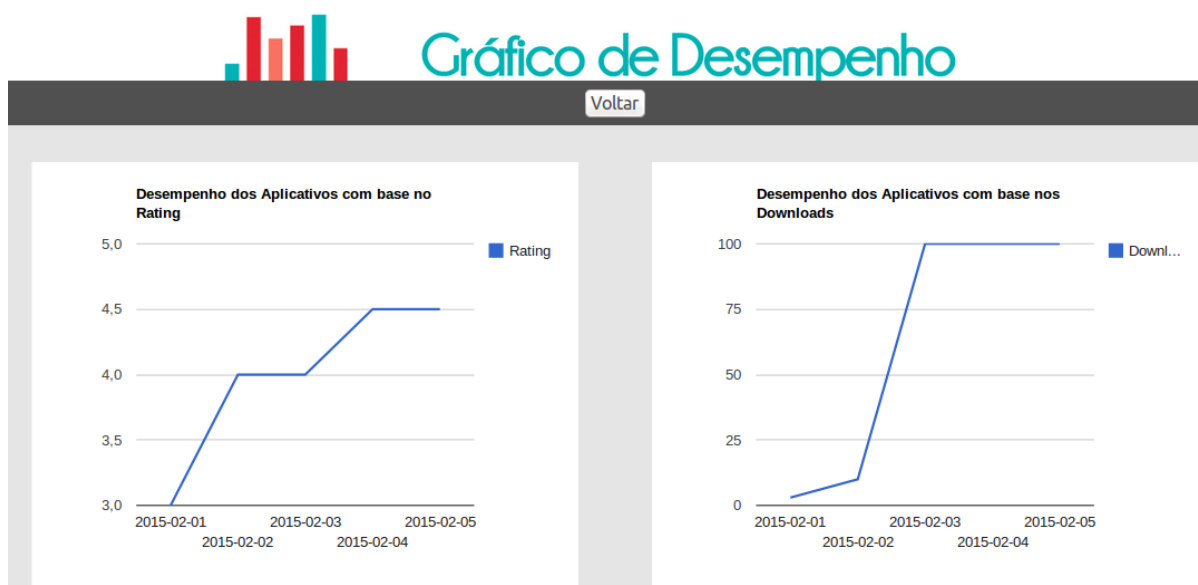 Gráfico de Desempenho
Voltar
Desempenho dos Aplicativos com base no
Rating
5,0
4,5
4,0
3,5
3,0
Rating
2015-02-01
2015-02-02
2015-02-03
2015-02-04
2015-02-05
Desempenho dos Aplicativos com base nos
Downloads
100
75
50
25
0
Downl...
2015-02-01
2015-02-02
2015-02-03
2015-02-04
2015-02-05